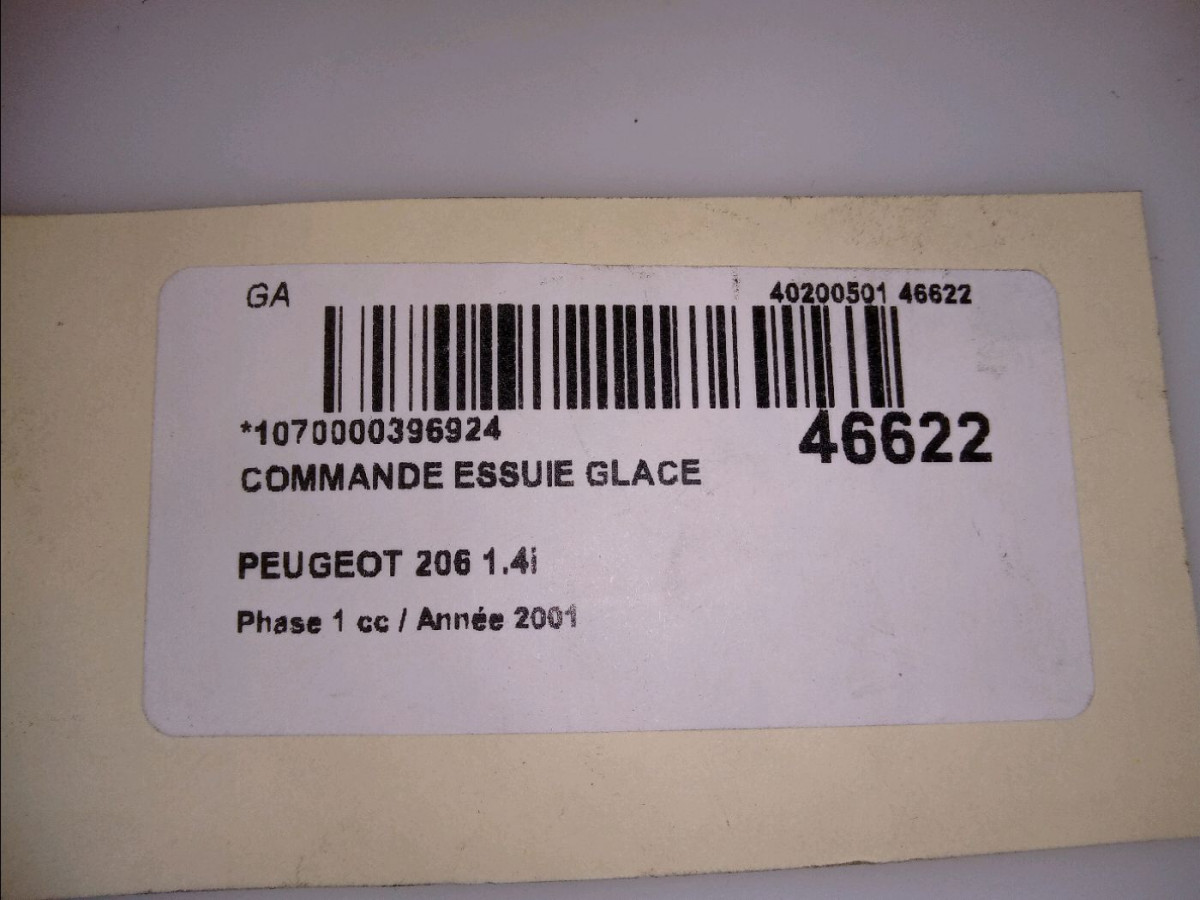 GA
40200501 46622
*1070000396924
46622
COMMANDE ESSUIE GLACE
PEUGEOT 206 1.4i
Phase 1 cc / Année 2001